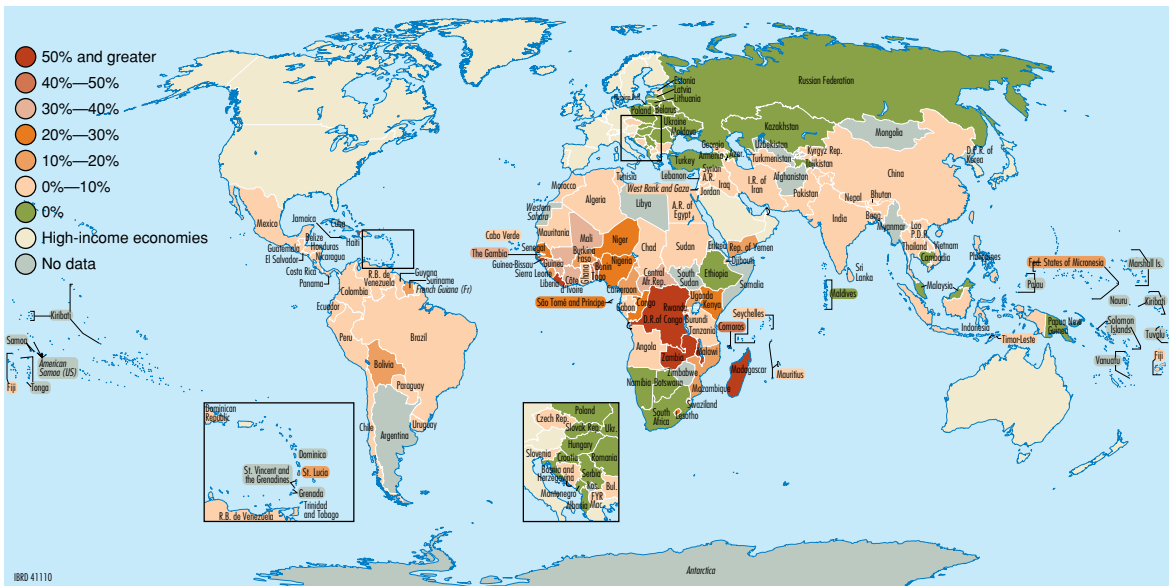 50% and greater
40%—50%
30%—40%
20%—30%
10%—20%
0%—10%
0%
High-income economies
No data
Russian Federation
Estonia
Latvia
Lithuania
Poland
Belarus
Ukraine
Moldova
Kazakhstan
Mongolia
Uzbekistan
Kyrgyz Rep.
Georgia
Armenia
Azer.
Turkey
Turkmenistan
Tajikistan
D.P.R. of
Korea
China
Syrian
A.R.
Lebanon
Tunisia
West Bank and Gaza
Jordan
Iraq
I.R. of
Iran
Afghanistan
Pakistan
Nepal
Bhutan
India
Myanmar
Lao
P.D.R.
Thailand
Vietnam
Cambodia
Philippines
Sri
Lanka
Maldives
Malaysia
Indonesia
Timor-Leste
Papua New
Guinea
Fed. States of Micronesia
Marshall Is.
Palau
Nauru
Kiribati
Solomon
Islands
Tuvalu
Vanuatu
Fiji
Morocco
Algeria
Libya
A.R. of
Egypt
Western
Sahara
Mauritania
Mali
Niger
Chad
Sudan
Eritrea
Rep. of Yemen
Djibouti
Cabo Verde
The Gambia
Senegal
Guinea-Bissau
Guinea
Sierra Leone
Liberia
Côte
d'Ivoire
Burkina
Faso
Ghana
Togo
Benin
Nigeria
Cameroon
Central
Afr. Rep.
South
Sudan
Ethiopia
Somalia
São Tomé and Príncipe
Gabon
Congo
D.R.of Congo
Uganda
Kenya
Rwanda
Burundi
Tanzania
Seychelles
Comoros
Angola
Zambia
Malawi
Zimbabwe
Mozambique
Madagascar
Mauritius
Namibia
Botswana
Swaziland
Lesotho
South
Africa
Mexico
Jamaica
Cuba
Belize
Haiti
Guatemala
Honduras
El Salvador
Nicaragua
Costa Rica
Panama
R.B. de
Venezuela
Guyana
Suriname
French Guiana (Fr)
Colombia
Ecuador
Peru
Brazil
Bolivia
Paraguay
Chile
Argentina
Uruguay
Kiribati
Samoa
American
Samoa (US)
Fiji
Tonga
Dominican
Republic
Dominica
St. Vincent and
the Grenadines
St. Lucia
Grenada
Trinidad
and Tobago
R.B. de Venezuela
Poland
Czech Rep.
Slovak Rep.
Ukr.
Hungary
Slovenia
Croatia
Romania
Bosnia and
Herzegovina
Serbia
Kos.
Bul.
Montenegro
FYR
Mac.
Albania
Antarctica
IBRD 41110